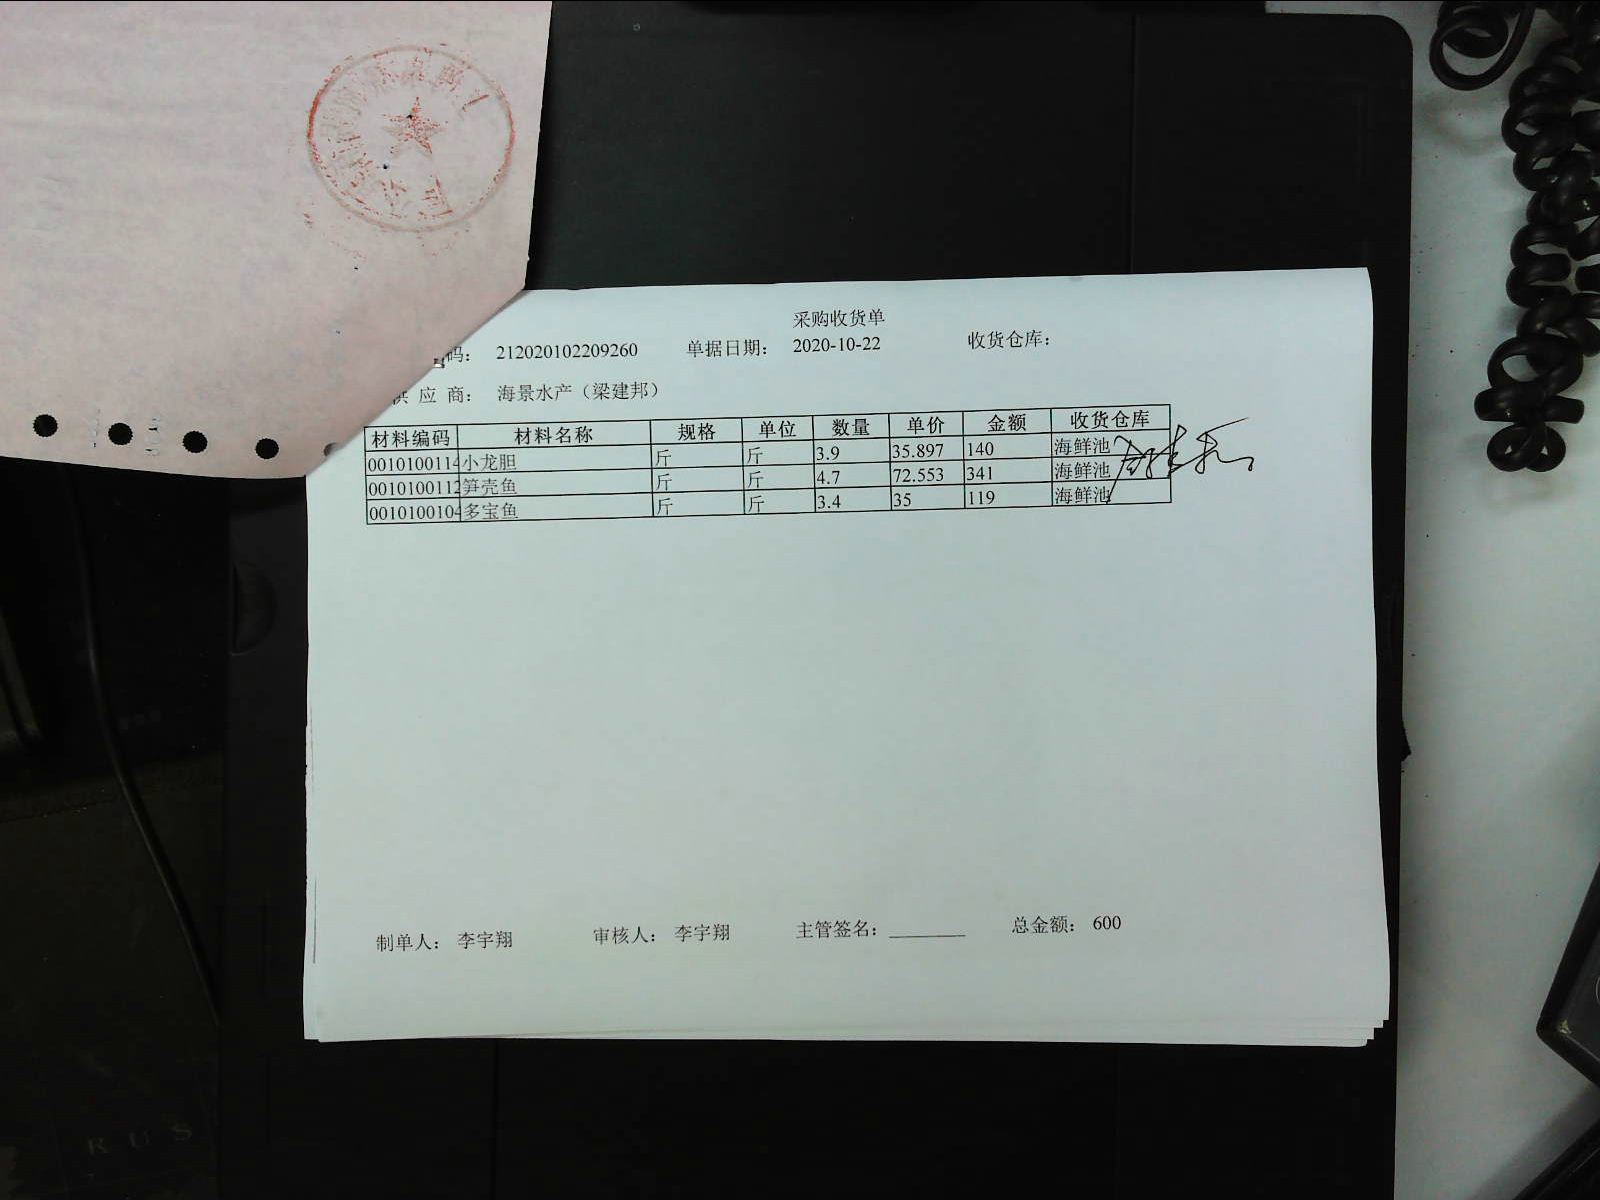 采购收货单
码： 212020102209260 单据日期： 2020-10-22 收货仓库：
供 应 商： 海景水产（梁建邦）
材料编码 材料名称 规格 单位 数量 单价 金额 收货仓库
0010100114 小龙胆 斤 斤 3.9 35.897 140 海鲜池
0010100112 笋壳鱼 斤 斤 4.7 72.553 341 海鲜池
0010100104 多宝鱼 斤 斤 3.4 35 119 海鲜池
制单人： 李宇翔 审核人： 李宇翔 主管签名：________ 总金额： 600
RUS